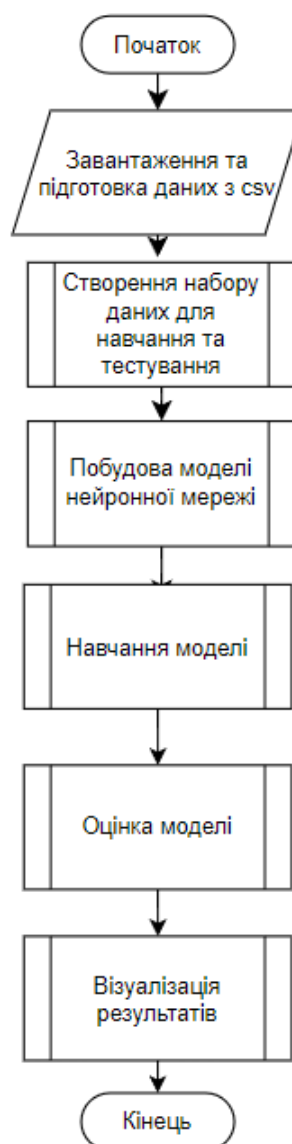 Початок
Завантаження та
підготовка даних з csv
Створення набору
даних для
навчання та
тестування
Побудова моделі
нейронної мережі
Навчання моделі
Оцінка моделі
Візуалізація
результатів
Кінець